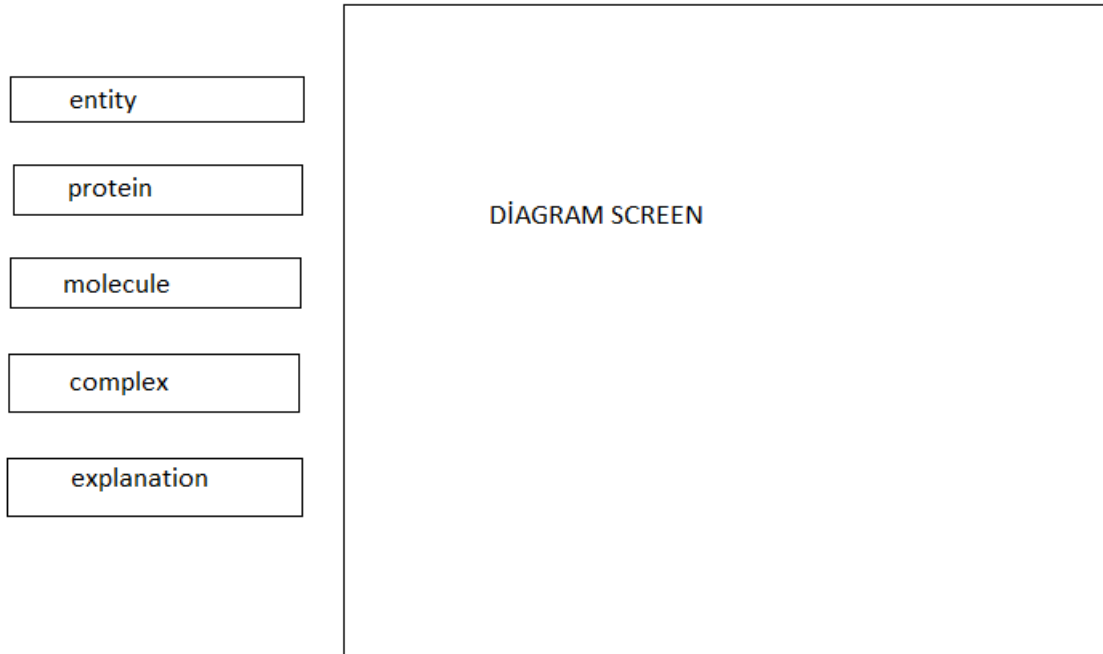 entity
protein
DİAGRAM SCREEN
molecule
complex
explanation